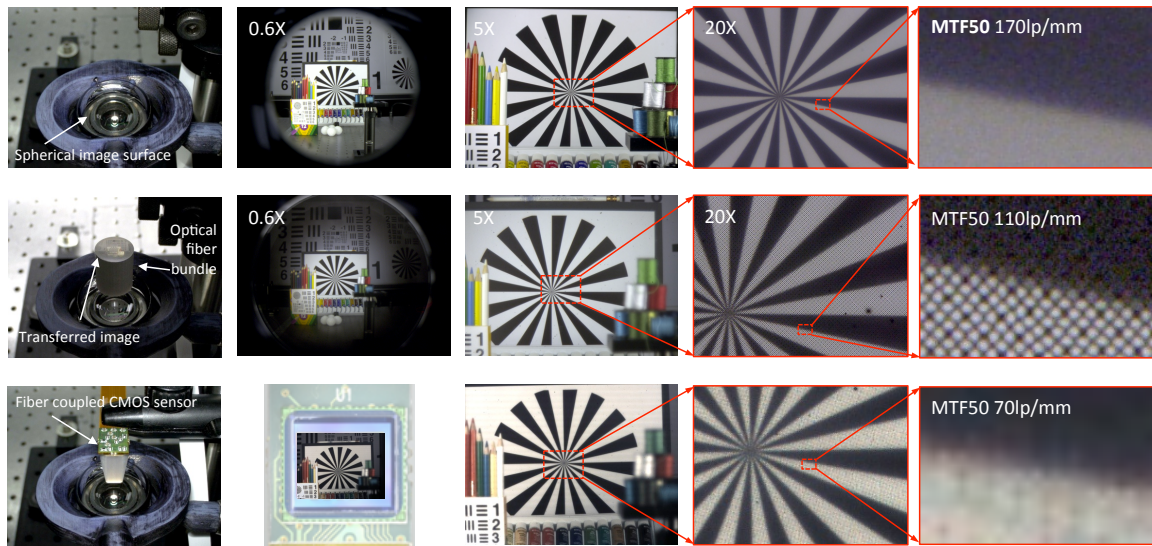 Spherical image surface
0.6X
5X
20X
MTF50 170lp/mm
Optical
fiber
bundle
Transferred image
0.6X
5X
20X
MTF50 110lp/mm
Fiber coupled CMOS sensor
U1
MTF50 70lp/mm